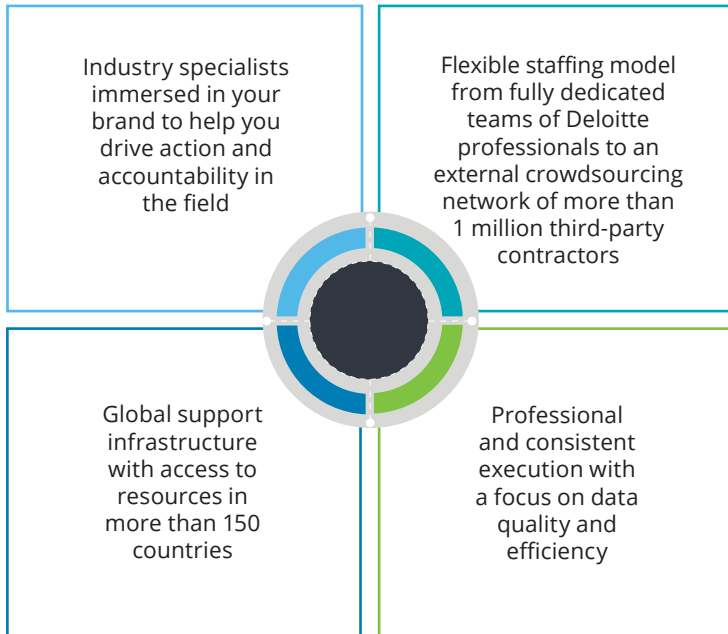 Industry specialists
immersed in your
brand to help you
drive action and
accountability in
the field
Flexible staffing model
from fully dedicated
teams of Deloitte
professionals to an
external crowdsourcing
network of more than
1 million third-party
contractors
Global support
infrastructure
with access to
resources in
more than 150
countries
Professional
and consistent
execution with
a focus on data
quality and
efficiency